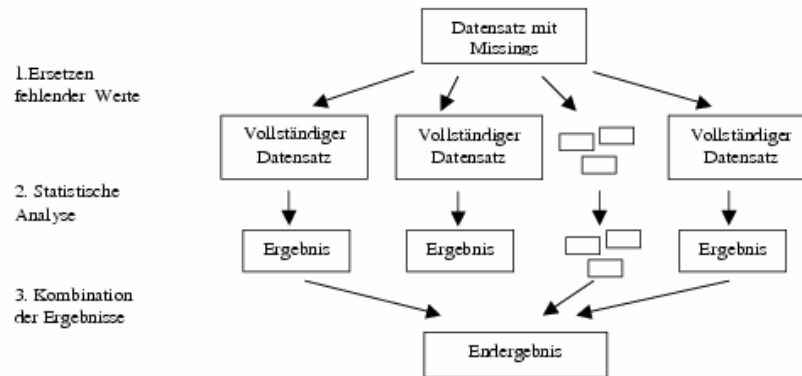 Datensatz mit
Missings
1.Ersetzen
fehlender Werte
Vollständiger
Datensatz
Vollständiger
Datensatz
Vollständiger
Datensatz
2. Statistische
Analyse
Ergebnis
Ergebnis
Ergebnis
3. Kombination
der Ergebnisse
Endergebnis